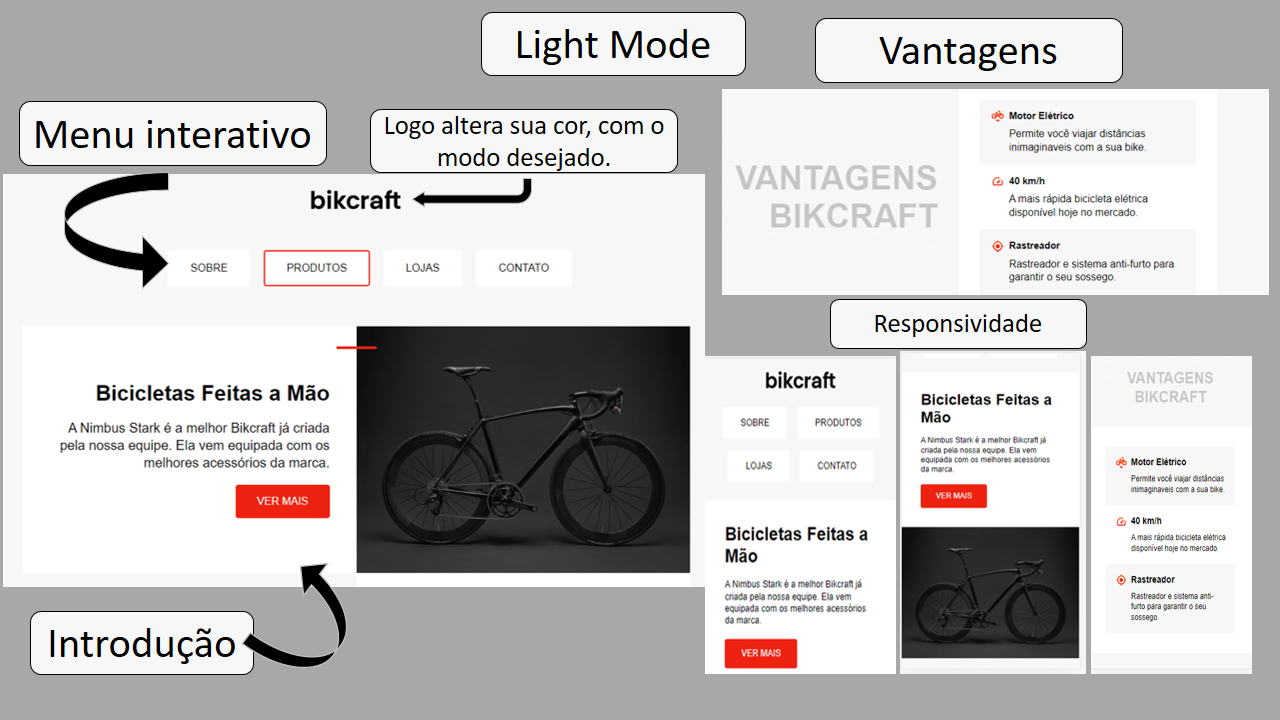 Light Mode
Vantagens
Menu interativo
Logo altera sua cor, com o
modo desejado.
bikcraft
SOBRE
PRODUTOS
LOJAS
CONTATO
Bicicletas Feitas a Mão
A Nimbus Stark é a melhor Bikcraft já criada
pela nossa equipe. Ela vem equipada com os
melhores acessórios da marca.
VER MAIS
Introdução
VANTAGENS
BIKCRAFT
Motor Elétrico
Permite você viajar distâncias
inimaginaveis com a sua bike.
40 km/h
A mais rápida bicicleta elétrica
disponível hoje no mercado.
Rastreador
Rastreador e sistema anti-furto para
garantir o seu sossego.
Responsividade
bikcraft
SOBRE
PRODUTOS
LOJAS
CONTATO
Bicicletas Feitas a
Mão
A Nimbus Stark é a melhor Bikcraft já
criada pela nossa equipe. Ela vem
equipada com os melhores acessórios
da marca.
VER MAIS
Bicicletas Feitas a
Mão
A Nimbus Stark é a melhor Bikcraft já
criada pela nossa equipe. Ela vem
equipada com os melhores acessórios
da marca.
VER MAIS
VANTAGENS
BIKCRAFT
Motor Elétrico
Permite você viajar distâncias
inimaginaveis com a sua bike.
40 km/h
A mais rápida bicicleta elétrica
disponível hoje no mercado.
Rastreador
Rastreador e sistema anti-
furto para garantir o seu
sossego.